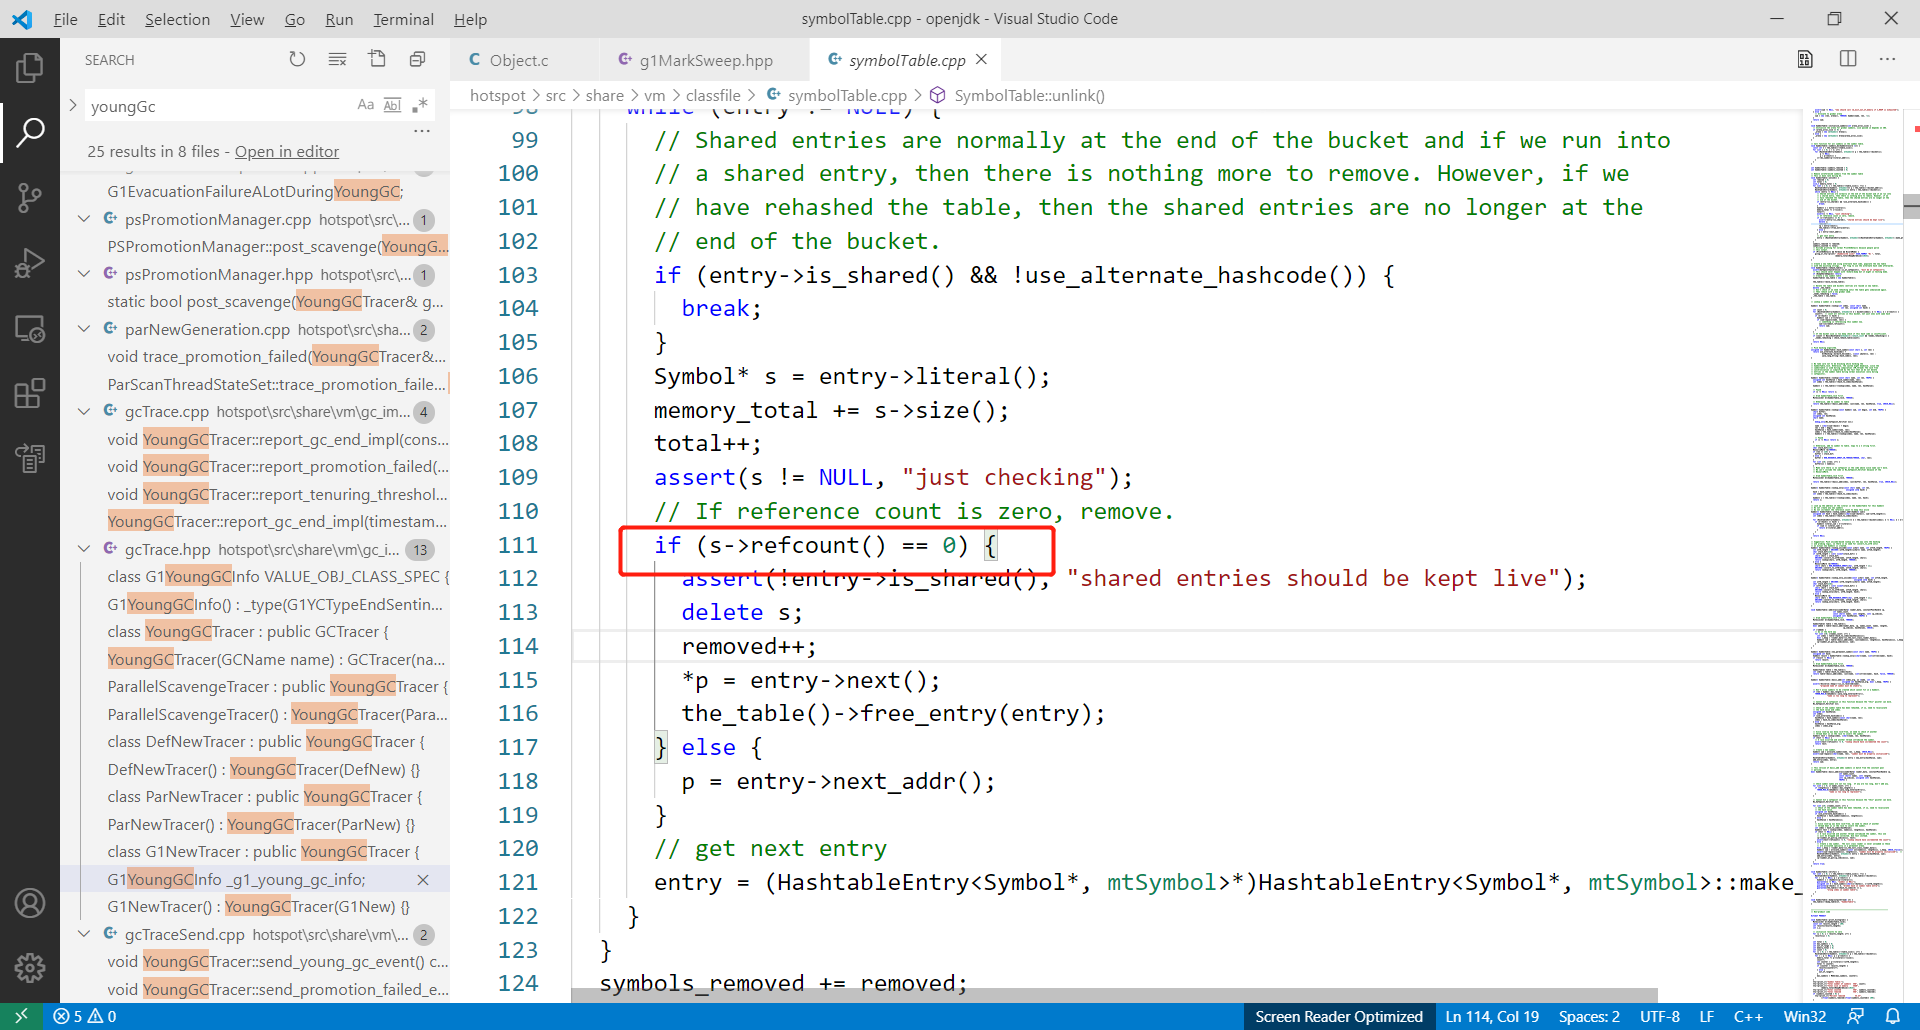 File Edit Selection View Go Run Terminal Help
symbolTable.cpp - openjdk - Visual Studio Code
SEARCH
youngGc
Aa Abl .*
25 results in 8 files - Open in editor
G1EvacuationFailureALotDuringYoungGC;
psPromotionManager.cpp hotspot\src\... 1
PSPromotionManager::post_scavenge(YoungG...
psPromotionManager.hpp hotspot\src\... 1
static bool post_scavenge(YoungGCTracer& g...
parNewGeneration.cpp hotspot\src\sha... 2
void trace_promotion_failed(YoungGCTracer&...
ParScanThreadStateSet::trace_promotion_faile...
gcTrace.cpp hotspot\src\share\vm\gc_im... 4
void YoungGCTracer::report_gc_end_impl(cons...
void YoungGCTracer::report_promotion_failed(...
void YoungGCTracer::report_tenuring_threshol...
YoungGCTracer::report_gc_end_impl(timestam...
gcTrace.hpp hotspot\src\share\vm\gc_i... 13
class G1YoungGCInfo VALUE_OBJ_CLASS_SPEC {
G1YoungGCInfo() : _type(G1YCTypeEndSentin...
class YoungGCTracer : public GCTracer {
YoungGCTracer(GCName name) : GCTracer(na...
ParallelScavengeTracer : public YoungGCTracer {
ParallelScavengeTracer() : YoungGCTracer(Para...
class DefNewTracer : public YoungGCTracer {
DefNewTracer() : YoungGCTracer(DefNew) {}
class ParNewTracer : public YoungGCTracer {
ParNewTracer() : YoungGCTracer(ParNew) {}
class G1NewTracer : public YoungGCTracer {
G1YoungGCInfo _g1_young_gc_info;
G1NewTracer() : YoungGCTracer(G1New) {}
gcTraceSend.cpp hotspot\src\share\vm\... 2
void YoungGCTracer::send_young_gc_event() c...
void YoungGCTracer::send_promotion_failed_e...
Object.c g1MarkSweep.hpp symbolTable.cpp
hotspot > src > share > vm > classfile > symbolTable.cpp > SymbolTable::unlink()
98 while (entry != NULL) {
99 // Shared entries are normally at the end of the bucket and if we run into
100 // a shared entry, then there is nothing more to remove. However, if we
101 // have rehashed the table, then the shared entries are no longer at the
102 // end of the bucket.
103 if (entry->is_shared() && !use_alternate_hashcode()) {
104 break;
105 }
106 Symbol* s = entry->literal();
107 memory_total += s->size();
108 total++;
109 assert(s != NULL, "just checking");
110 // If reference count is zero, remove.
111 if (s->refcount() == 0) {
112 assert(!entry->is_shared(), "shared entries should be kept live");
113 delete s;
114 removed++;
115 *p = entry->next();
116 the_table()->free_entry(entry);
117 } else {
118 p = entry->next_addr();
119 }
120 // get next entry
121 entry = (HashtableEntry<Symbol*, mtSymbol>*)HashtableEntry<Symbol*, mtSymbol>::make_
122 }
123 }
124 symbols_removed += removed;
5 0
Screen Reader Optimized Ln 114, Col 19 Spaces: 2 UTF-8 LF C++ Win32